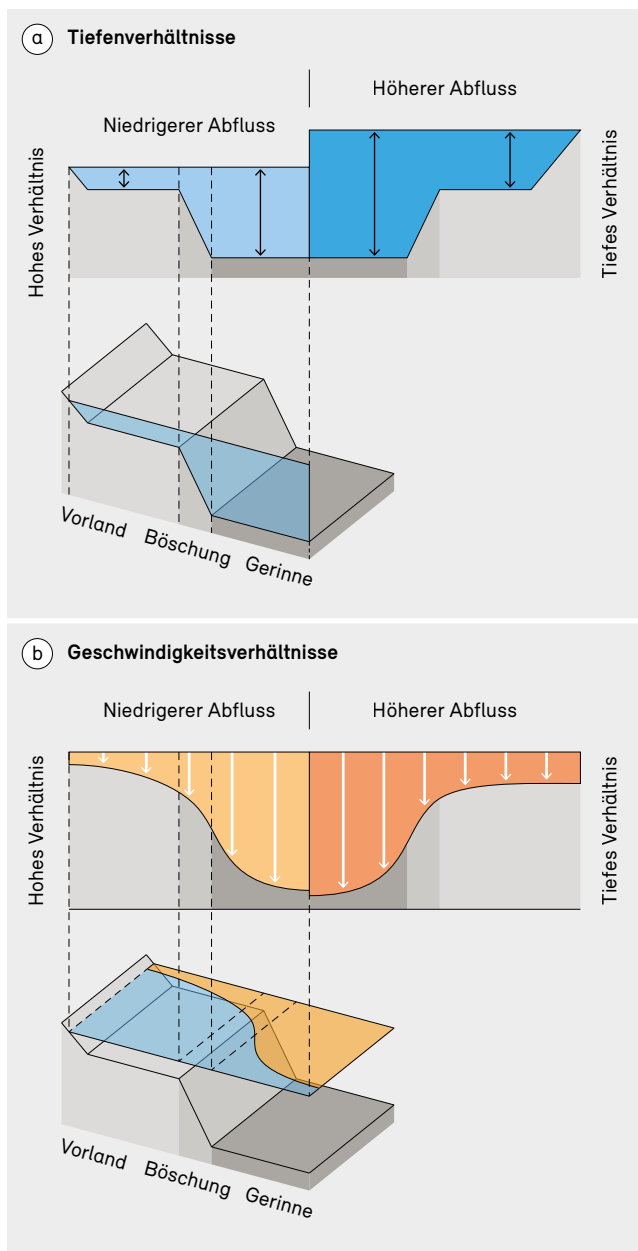 a Tiefenverhältnisse
Höherer Abfluss
Niedrigerer Abfluss
Hohes Verhältnis
Tiefes Verhältnis
Vorland Böschung Gerinne
b Geschwindigkeitsverhältnisse
Niedrigerer Abfluss Höherer Abfluss
Hohes Verhältnis
Tiefes Verhältnis
Vorland Böschung Gerinne